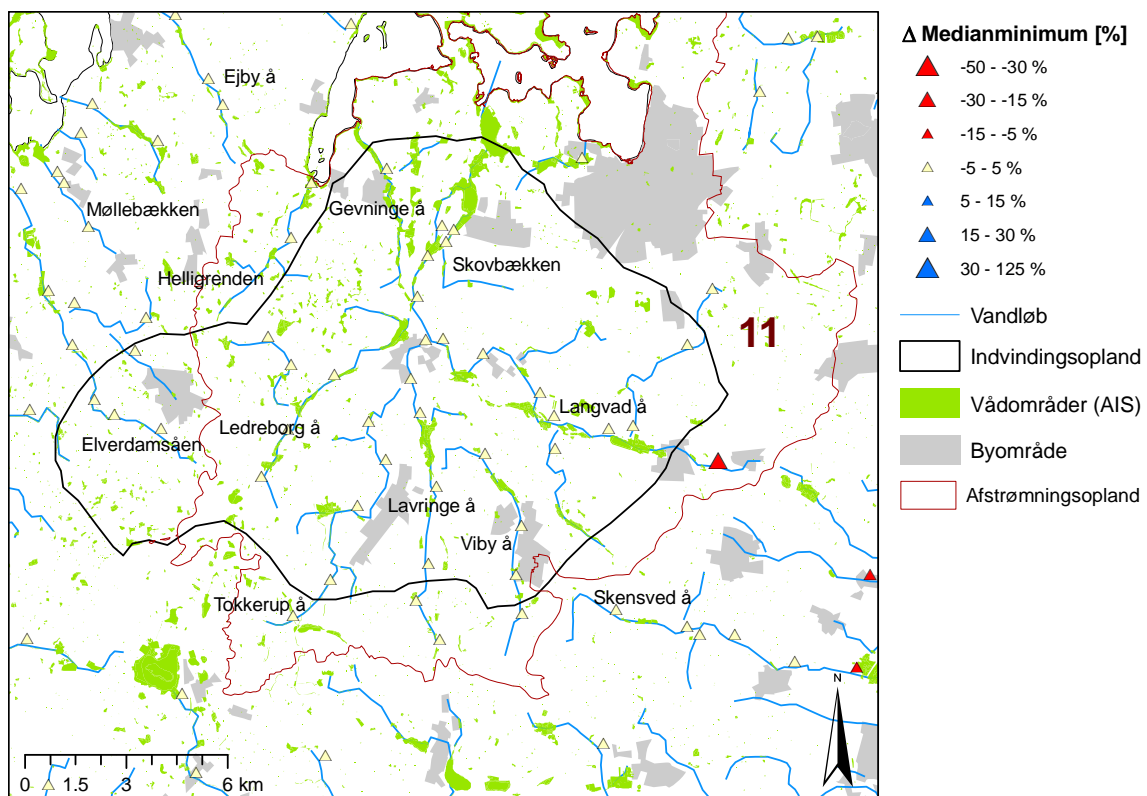 Ejby å
Møllebækken
Gevninge å
Helligrenden
Skovbækken
11
Langvad å
Ledreborg å
Elverdamsåen
Lavringe å
Viby å
Tokkerup å
Skensved å
N
0 1.5 3 6 km
Δ Medianminimum [%]
-50 - -30 %
-30 - -15 %
-15 - -5 %
-5 - 5 %
5 - 15 %
15 - 30 %
30 - 125 %
Vandløb
Indvindingsopland
Vådområder (AIS)
Byområde
Afstrømningsopland